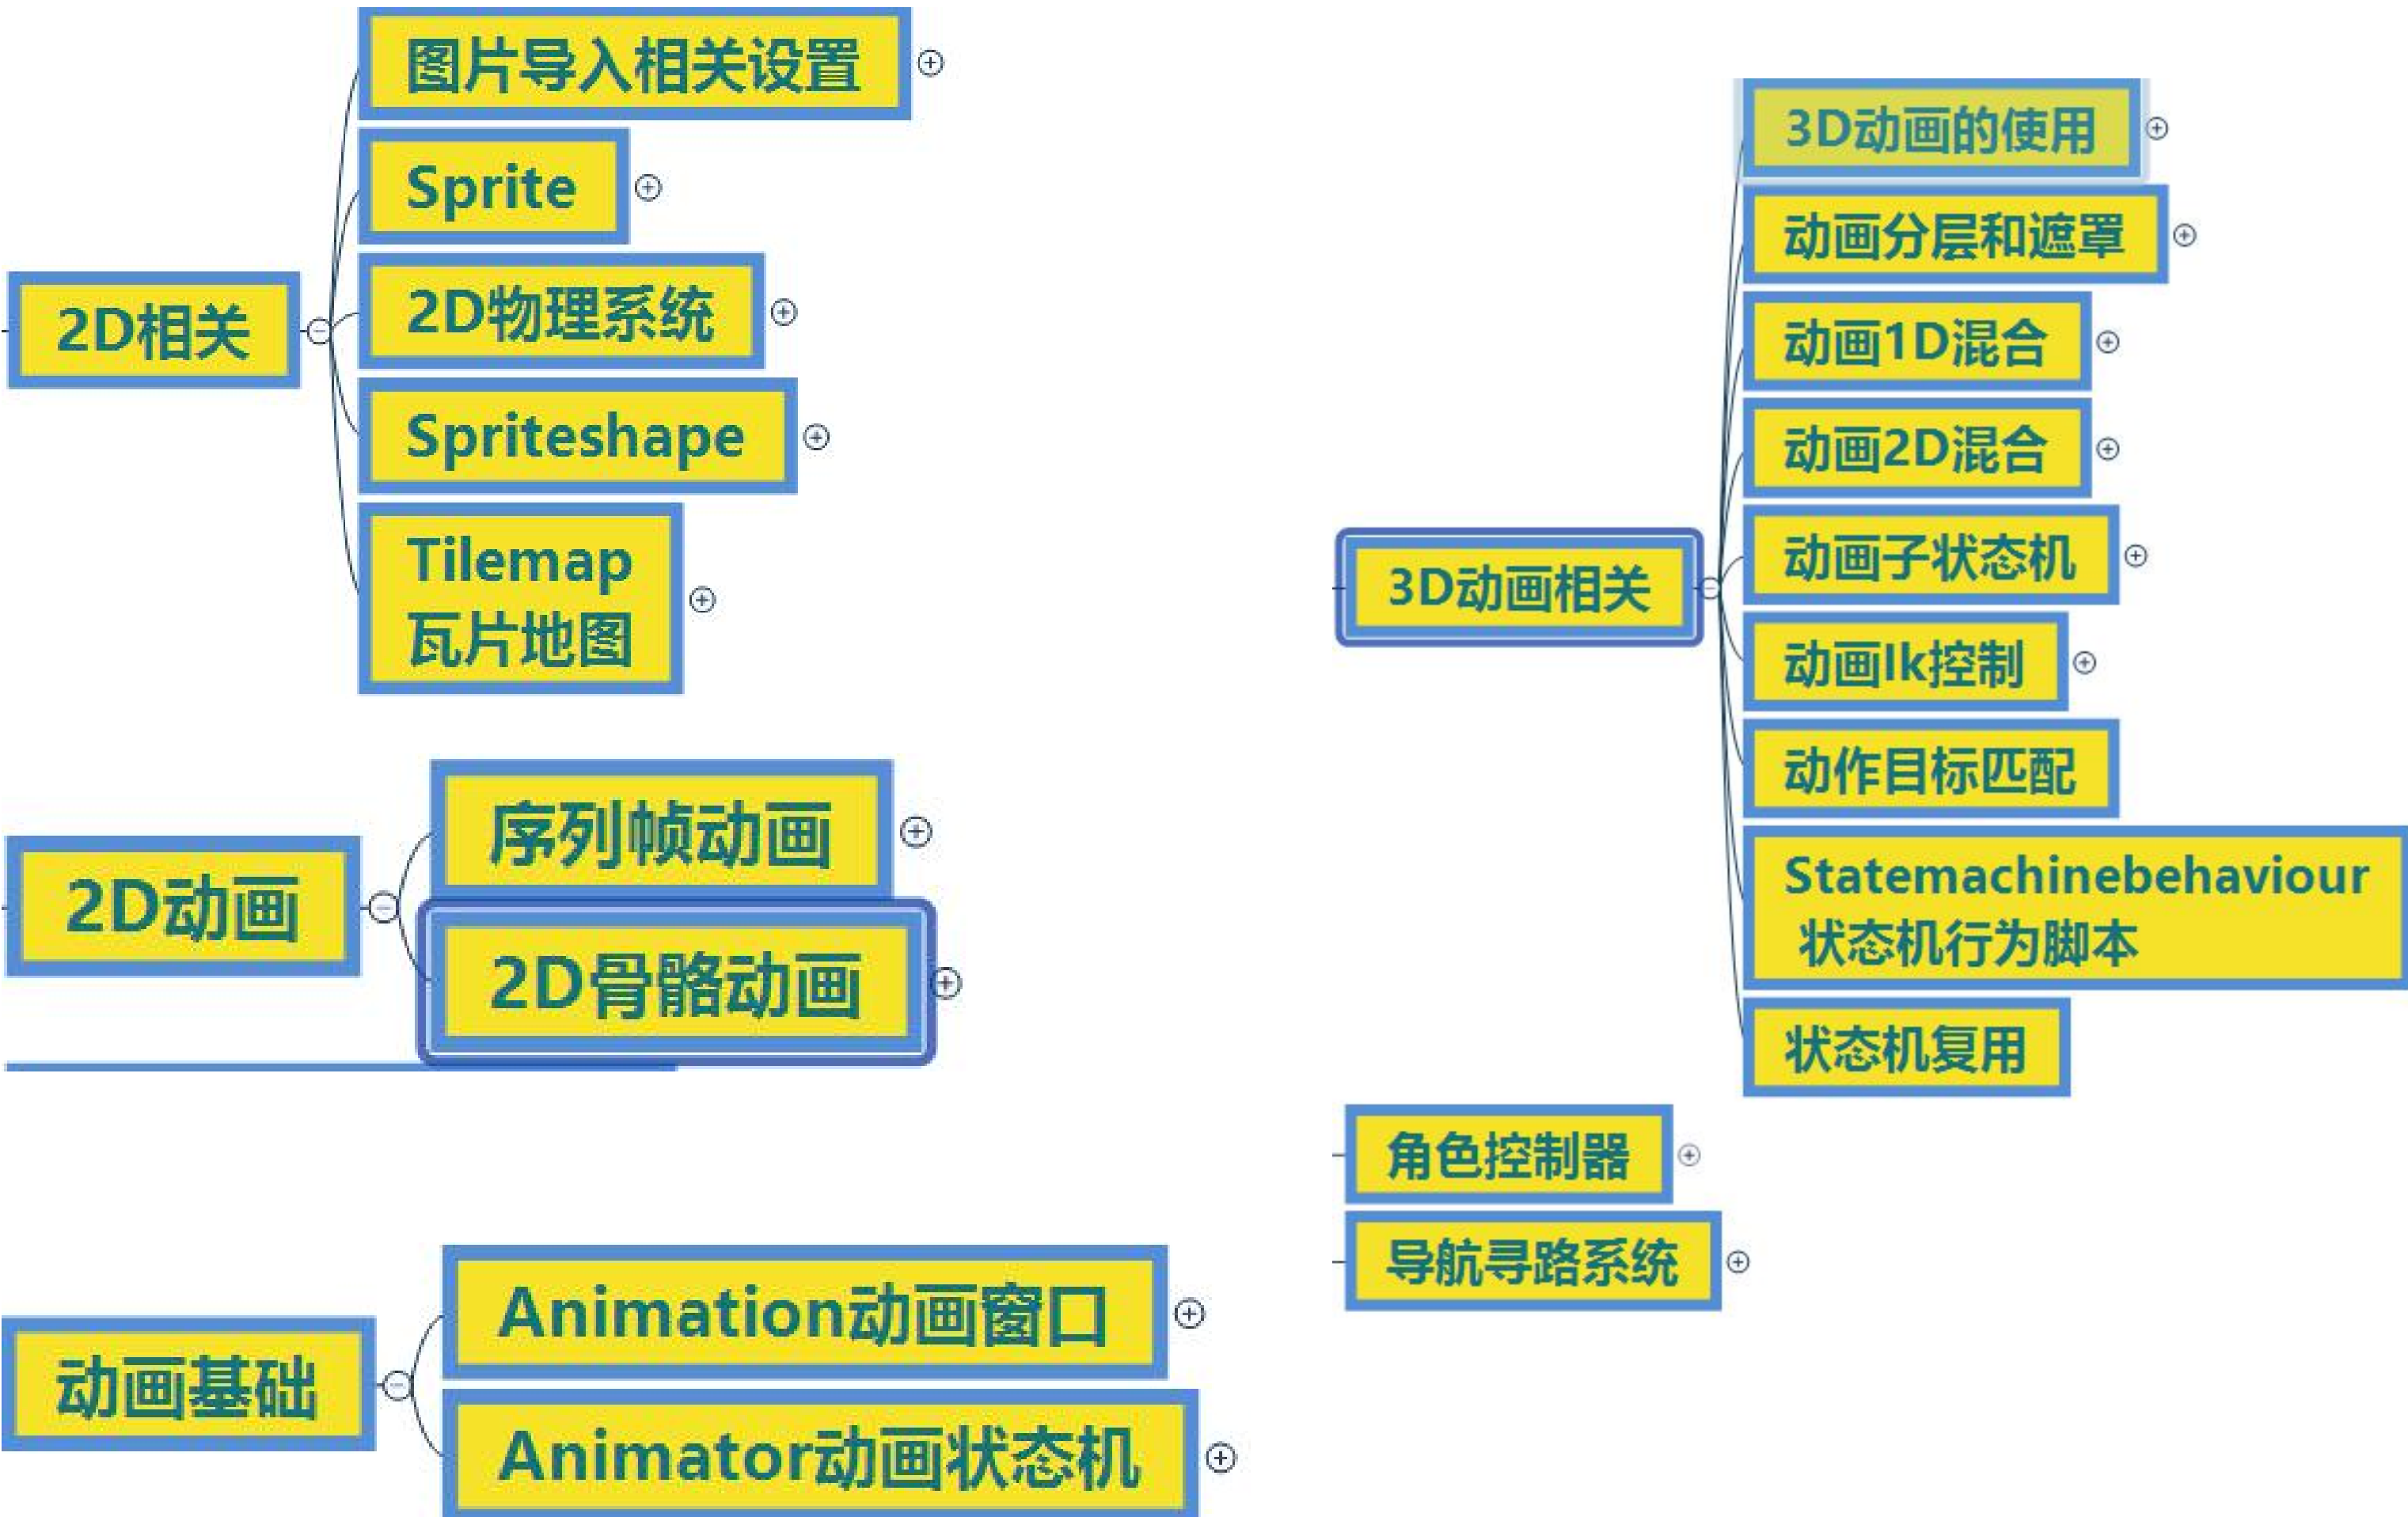 2D相关
图片导入相关设置
Sprite
2D物理系统
Spriteshape
Tilemap
瓦片地图
2D动画
序列帧动画
2D骨骼动画
动画基础
Animation动画窗口
Animator动画状态机
3D动画相关
3D动画的使用
动画分层和遮罩
动画1D混合
动画2D混合
动画子状态机
动画Ik控制
动作目标匹配
Statemachinebehaviour
状态机行为脚本
状态机复用
角色控制器
导航寻路系统